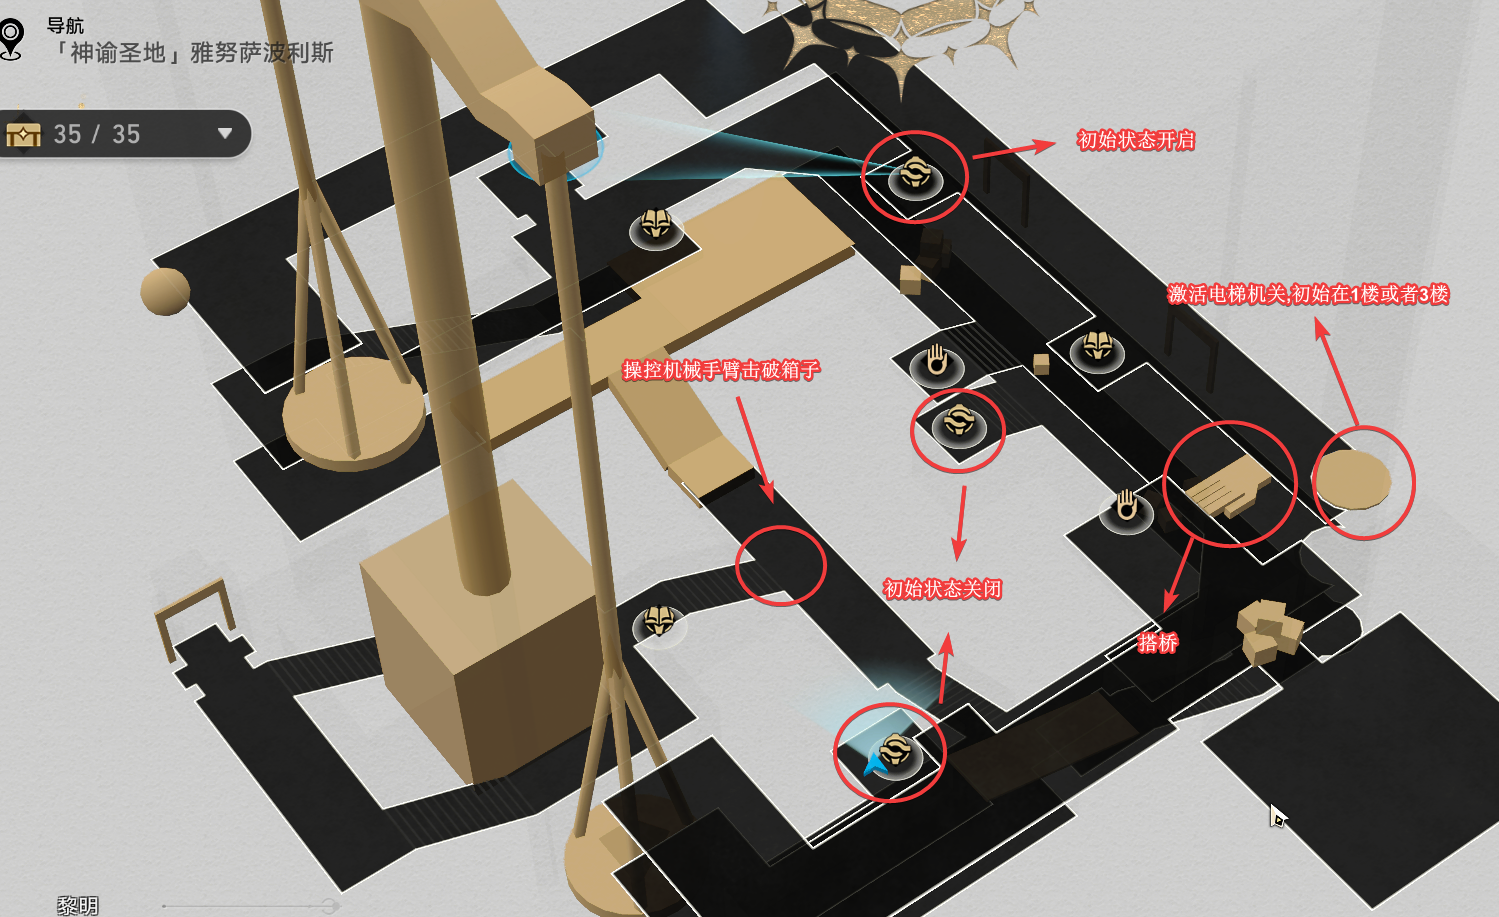 导航
「神谕圣地」雅努萨波利斯
35 / 35
初始状态开启
激活电梯机关,初始在1楼或者3楼
操控机械手臂击破箱子
初始状态关闭
搭桥
黎明